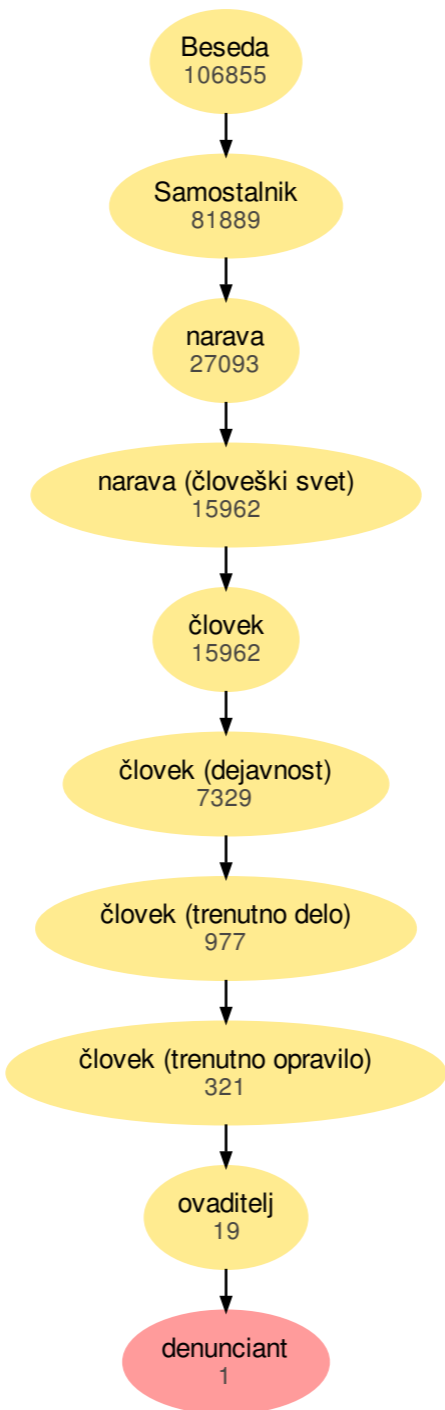 Beseda
106855
Samostalnik
81889
narava
27093
narava (človeški svet)
15962
človek
15962
človek (dejavnost)
7329
človek (trenutno delo)
977
človek (trenutno opravilo)
321
ovaditelj
19
denunciant
1